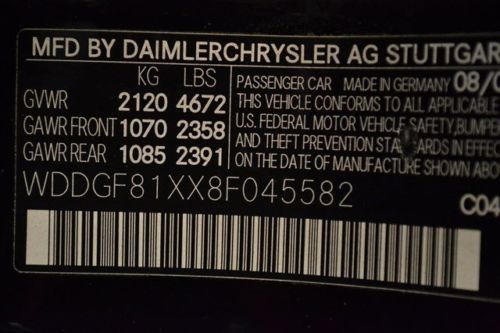 MFD BY DAIMLERCHRYSLER AG STUTTGAR
KG LBS
GVWR 2120 4672
GAWR FRONT 1070 2358
GAWR REAR 1085 2391
PASSENGER CAR MADE IN GERMANY 08/0
THIS VEHICLE CONFORMS TO ALL APPLICABLE
U.S. FEDERAL MOTOR VEHICLE SAFETY, BUMPE
AND THEFT PREVENTION STANDARDS IN EFFEC
ON THE DATE OF MANUFACTURE SHOWN ABO
WDDGF81XX8F045582
C04